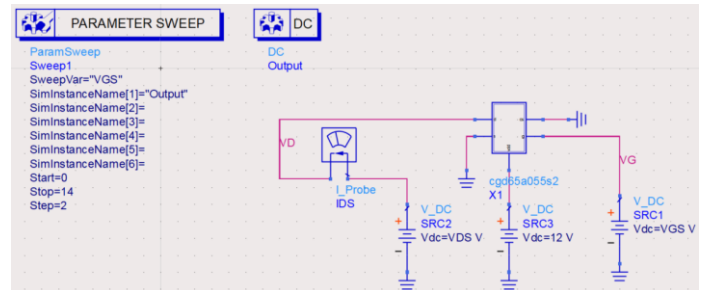 PARAMETER SWEEP
ParamSweep
Sweep1
SweepVar="VGS"
SimInstanceName[1]="Output"
SimInstanceName[2]=
SimInstanceName[3]=
SimInstanceName[4]=
SimInstanceName[5]=
SimInstanceName[6]=
Start=0
Stop=14
Step=2
DC
DC
Output
VD
I_Probe
IDS
cgd65a055s2
X1
VG
V_DC
SRC2
Vdc=VDS V
V_DC
SRC3
Vdc=12 V
V_DC
SRC1
Vdc=VGS V